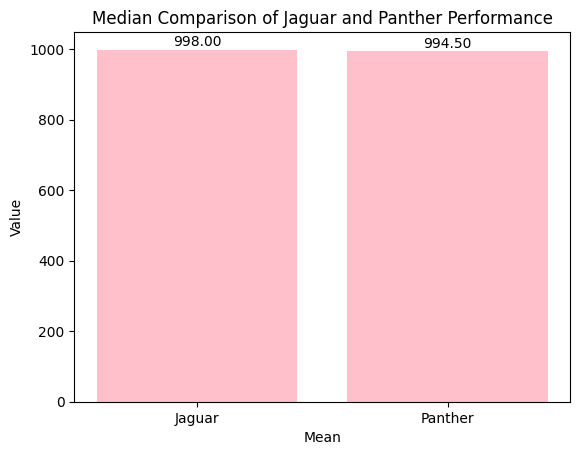 Median Comparison of Jaguar and Panther Performance
998.00
994.50
1000
800
600
400
200
0
Value
Jaguar
Panther
Mean